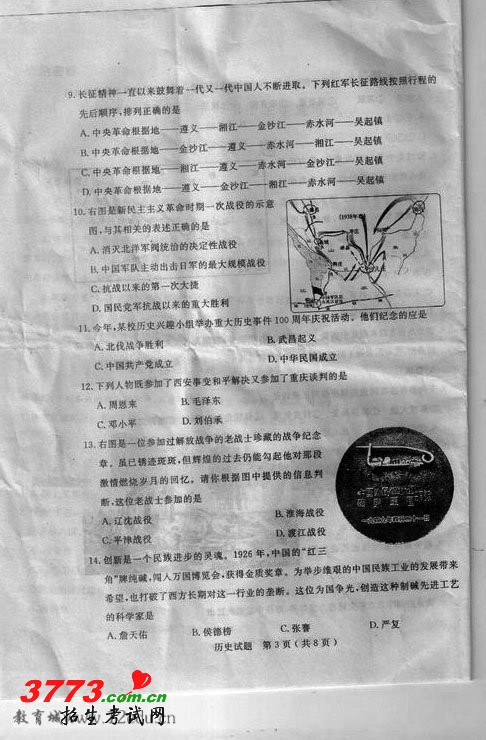 9.长征精神一直以来鼓舞着一代又一代中国人不断进取。下列红军长征路线按照行程的
先后顺序,排列正确的是
A.中央革命根据地——遵义——湘江——金沙江——赤水河——吴起镇
B.中央革命根据地——金沙江——遵义——赤水河——湘江——吴起镇
C.中央革命根据地——湘江——遵义——赤水河——金沙江——吴起镇
D.中央革命根据地——遵义——金沙江——湘江——赤水河——吴起镇
10.右图是新民主主义革命时期一次战役的示意
图,与其相关的表述正确的是
A.消灭北洋军阀统治的决定性战役
B.中国军队主动出击日军的最大规模战役
C.抗战以来的第一次大捷
D.国民党军抗战以来的重大胜利
11.今年,某校历史兴趣小组举办重大历史事件100周年庆祝活动。他们纪念的应是
A.北伐战争胜利 B.武昌起义
C.中国共产党成立 D.中华民国成立
12.下列人物既参加了西安事变和平解决又参加了重庆谈判的是
A.周恩来 B.毛泽东
C.邓小平 D.刘伯承
13.右图是一位参加过解放战争的老战士珍藏的战争纪念
章。虽已锈迹斑斑,但辉煌的过去仍能勾起他对那段
激情燃烧岁月的回忆。请你根据图中提供的信息判
断,这位老战士参加的是
A.辽沈战役 B.淮海战役
C.平津战役 D.渡江战役
14.创新是一个民族进步的灵魂。1926年,中国的“红三
角”牌纯碱,闯入万国博览会,获得金质奖章。为举步维艰的中国民族工业的发展带来
希望,也打破了西方长期对这一行业的垄断。这位为国争光,创造这种制碱先进工艺
的科学家是
A.詹天佑 B.侯德榜 C.张謇 D.严复
历史试题 第3页(共8页)
3773.com.cn
招生考试网
教育城